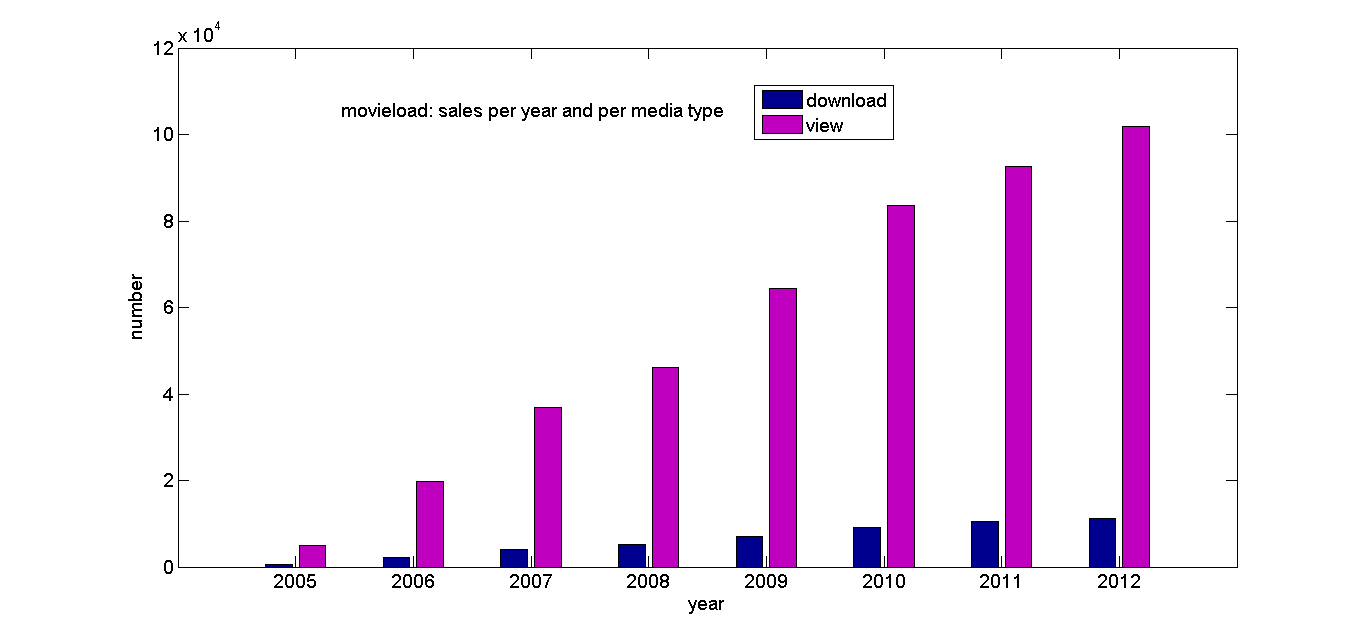 x 10^4
12
movieload: sales per year and per media type
download
view
10
8
6
4
2
0
number
2005 2006 2007 2008 2009 2010 2011 2012
year